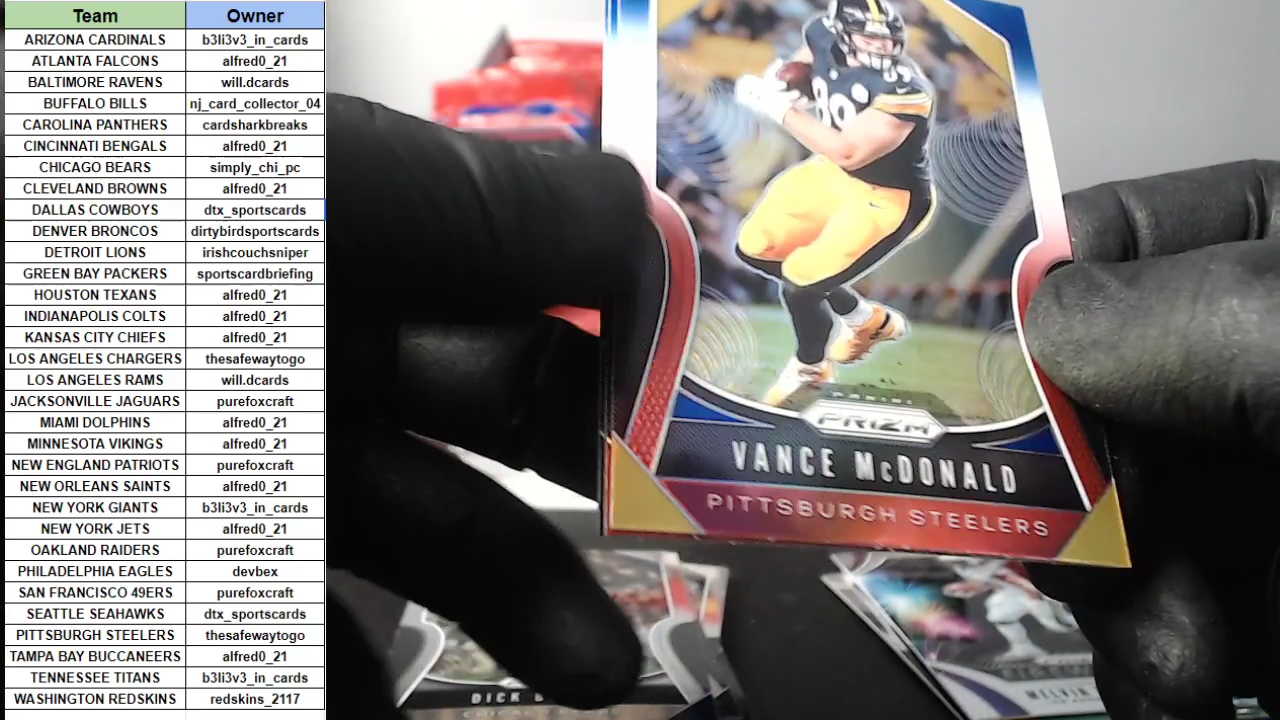 Team Owner
ARIZONA CARDINALS b3li3v3_in_cards
ATLANTA FALCONS alfred0_21
BALTIMORE RAVENS will.dcards
BUFFALO BILLS nj_card_collector_04
CAROLINA PANTHERS cardsharkbreaks
CINCINNATI BENGALS alfred0_21
CHICAGO BEARS simply_chi_pc
CLEVELAND BROWNS alfred0_21
DALLAS COWBOYS dtx_sportscards
DENVER BRONCOS dirtybirdsportscards
DETROIT LIONS irishcouchsniper
GREEN BAY PACKERS sportscardbriefing
HOUSTON TEXANS alfred0_21
INDIANAPOLIS COLTS alfred0_21
KANSAS CITY CHIEFS alfred0_21
LOS ANGELES CHARGERS thesafewaytogo
LOS ANGELES RAMS will.dcards
JACKSONVILLE JAGUARS purefoxcraft
MIAMI DOLPHINS alfred0_21
MINNESOTA VIKINGS alfred0_21
NEW ENGLAND PATRIOTS purefoxcraft
NEW ORLEANS SAINTS alfred0_21
NEW YORK GIANTS b3li3v3_in_cards
NEW YORK JETS alfred0_21
OAKLAND RAIDERS purefoxcraft
PHILADELPHIA EAGLES devbex
SAN FRANCISCO 49ERS purefoxcraft
SEATTLE SEAHAWKS dtx_sportscards
PITTSBURGH STEELERS thesafewaytogo
TAMPA BAY BUCCANEERS alfred0_21
TENNESSEE TITANS b3li3v3_in_cards
WASHINGTON REDSKINS redskins_2117
89
89
PANINI
PRIZM
VANCE McDONALD
PITTSBURGH STEELERS
DICK
MELVIN